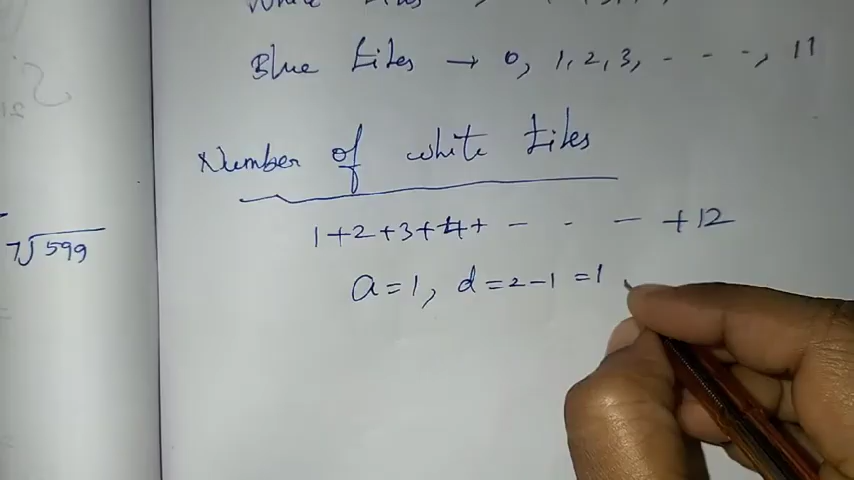 White
Blue tiles → 0, 1, 2, 3, - - -, 11
Number of white tiles
1+2+3+4+ - - - +12
7√599
a=1, d=2-1=1